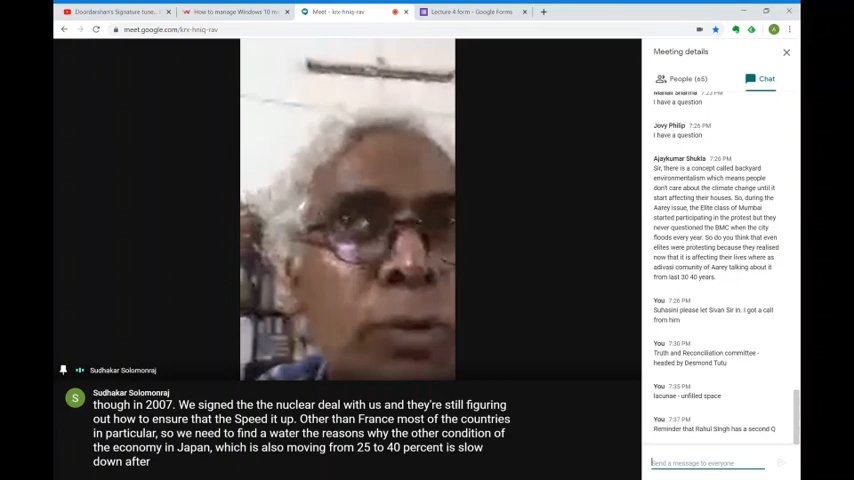 Doordarshan's Signature tune...
How to manage Windows 10 n
Meet - krx-hniq-rav
Lecture 4 form - Google Forms
meet.google.com/krx-hniq-rav
Meeting details
People (65)
Chat
7:25 PM
I have a question
Jovy Philip 7:26 PM
I have a question
Ajaykumar Shukla 7:26 PM
Sir, there is a concept called backyard
environmentalism which means people
don't care about the climate change until it
start affecting their houses. So, during the
Aarey issue, the Elite class of Mumbai
started participating in the protest but they
never questioned the BMC when the city
floods every year. So do you think that even
elites were protesting because they realised
now that it is affecting their lives where as
adivasi comunity of Aarey talking about it
from last 30 40 years.
You 7:26 PM
Suhasini please let Sivan Sir in. I got a call
from him
You 7:30 PM
Truth and Reconciliation committee -
headed by Desmond Tutu
You 7:35 PM
lacunae - unfilled space
You 7:37 PM
Reminder that Rahul Singh has a second Q
Send a message to everyone
Sudhakar Solomonraj
S
Sudhakar Solomonraj
though in 2007. We signed the the nuclear deal with us and they're still figuring
out how to ensure that the Speed it up. Other than France most of the countries
in particular, so we need to find a water the reasons why the other condition of
the economy in Japan, which is also moving from 25 to 40 percent is slow
down after